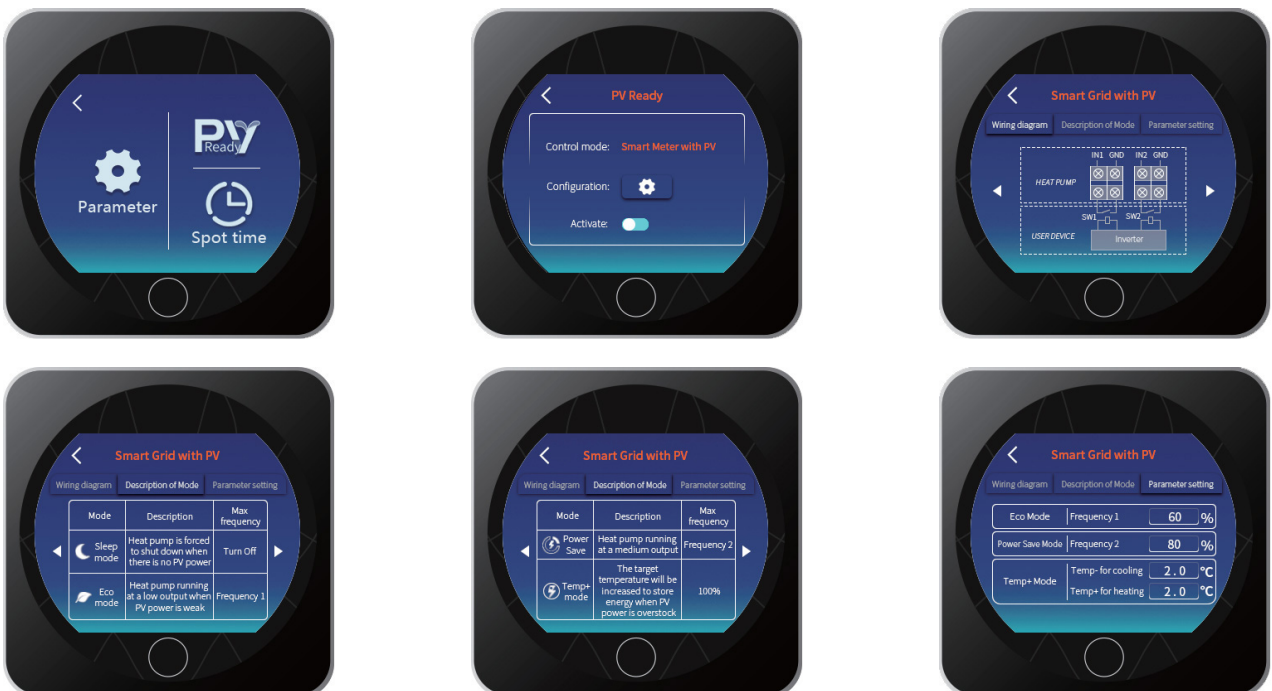 Parameter
PV
Ready
Spot time
PV Ready
Control mode: Smart Meter with PV
Configuration:
Activate:
Smart Grid with PV
Wiring diagram Description of Mode Parameter setting
IN1 GND IN2 GND
HEAT PUMP
SW1 SW2
USER DEVICE Inverter
Smart Grid with PV
Wiring diagram Description of Mode Parameter setting
Mode Description Max
frequency
Sleep
mode
Heat pump is forced
to shut down when
there is no PV power
Turn Off
Eco
mode
Heat pump running
at a low output when
PV power is weak
Frequency 1
Smart Grid with PV
Wiring diagram Description of Mode Parameter setting
Mode Description Max
frequency
Power
Save
Heat pump running
at a medium output
Frequency 2
Temp+
mode
The target
temperature will be
increased to store
energy when PV
power is overstock
100%
Smart Grid with PV
Wiring diagram Description of Mode Parameter setting
Eco Mode Frequency 1 60 %
Power Save Mode Frequency 2 80 %
Temp+ Mode
Temp- for cooling 2.0 °C
Temp+ for heating 2.0 °C